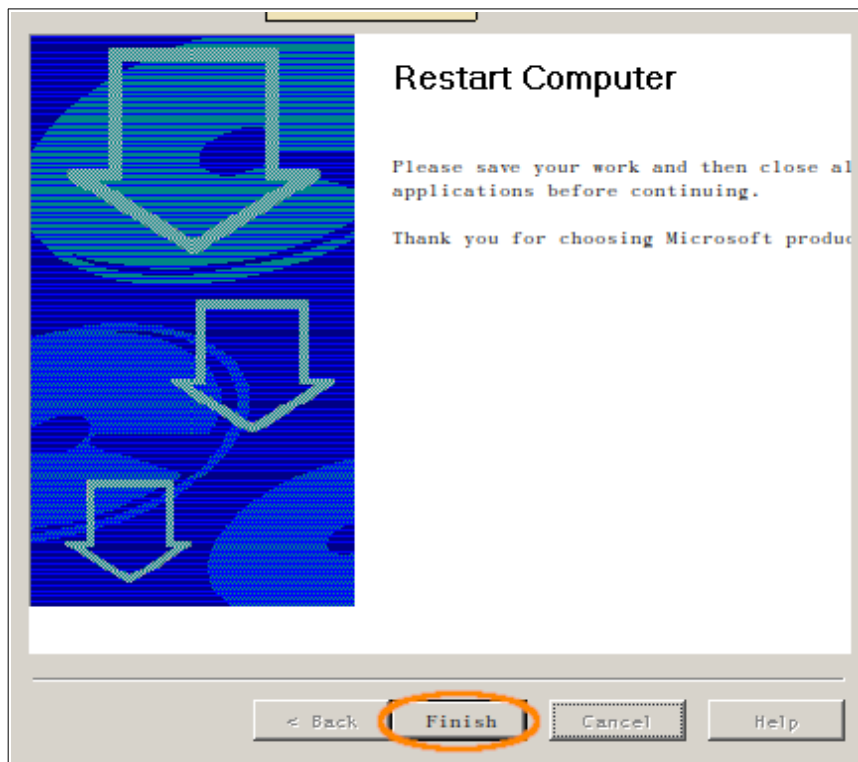 Restart Computer
Please save your work and then close al
applications before continuing.
Thank you for choosing Microsoft produc
< Back
Finish
Cancel
Help